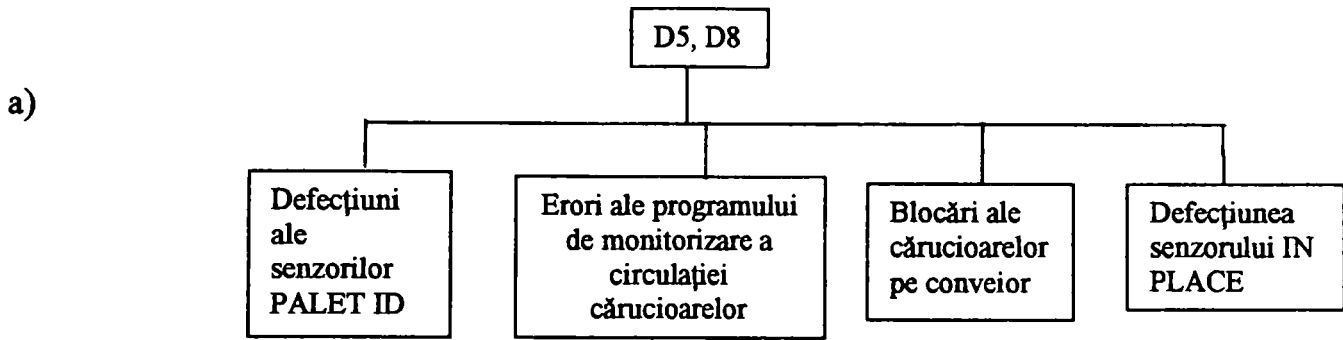 D5, D8
a)
Defecțiuni
ale
senzorilor
PALET ID
Erori ale programului
de monitorizare a
circulației
cărucioarelor
Blocări ale
cărucioarelor
pe conveior
Defecțiunea
senzorului IN
PLACE